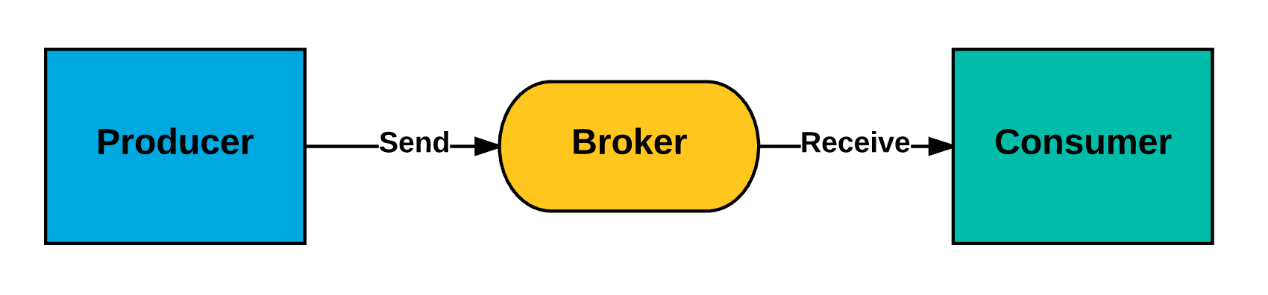 Producer
Send
Broker
Receive
Consumer